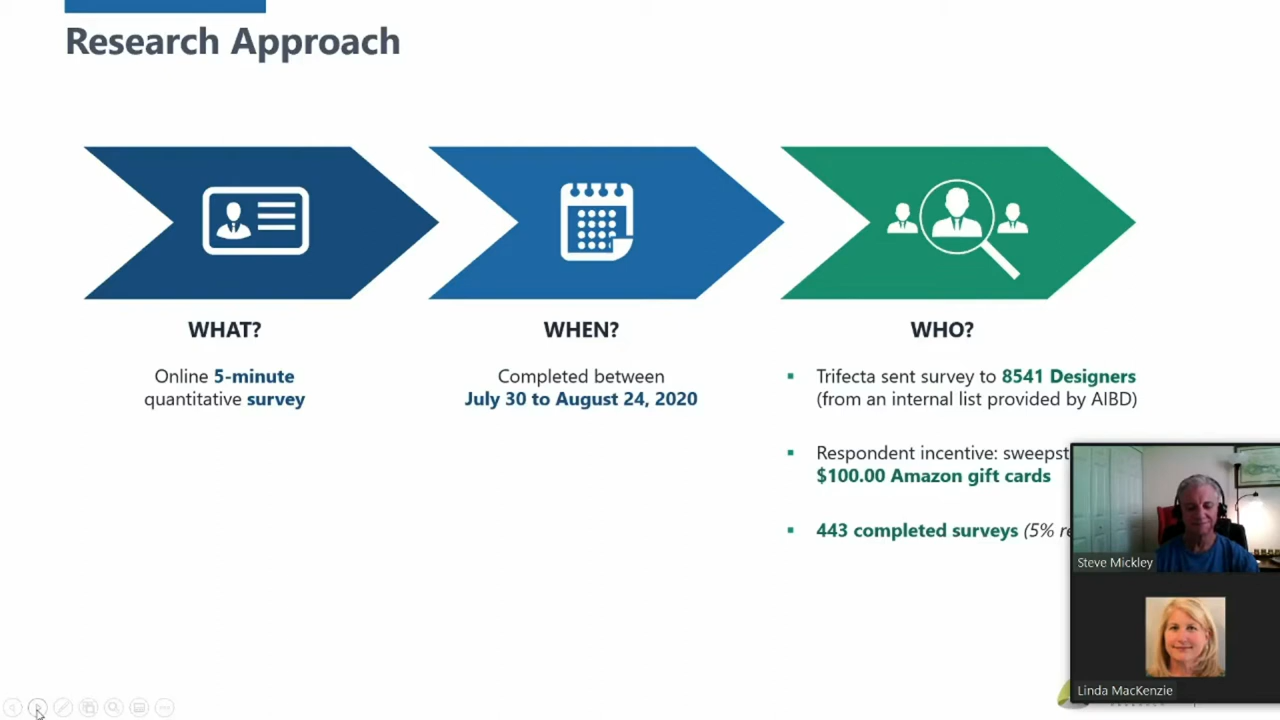 Research Approach
WHAT?
Online 5-minute
quantitative survey
WHEN?
Completed between
July 30 to August 24, 2020
WHO?
▪ Trifecta sent survey to 8541 Designers
(from an internal list provided by AIBD)
▪ Respondent incentive:
$100.00 Amazon gift cards
▪ 443 completed surveys (5%
Steve Mickley
Linda MacKenzie